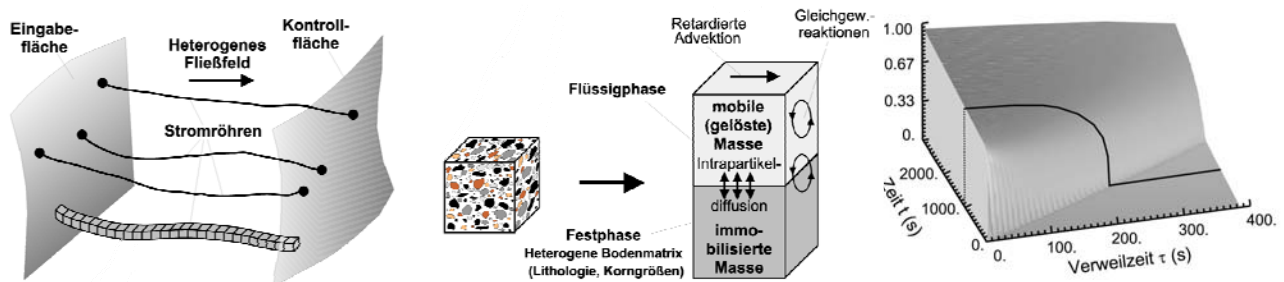 Eingabe-
fläche
Heterogenes
Fließfeld
Kontroll-
fläche
Stromröhren
Retardierte
Advektion
Gleichgew.-
reaktionen
Flüssigphase
mobile
(gelöste)
Masse
Intrapartikel-
diffusion
Festphase
Heterogene Bodenmatrix
(Lithologie, Korngrößen)
immo-
bilisierte
Masse
1.00
0.67
0.33
0.
2000.
1000.
0.
Zeit t (s)
0.
100.
200.
300.
400.
Verweilzeit τ (s)